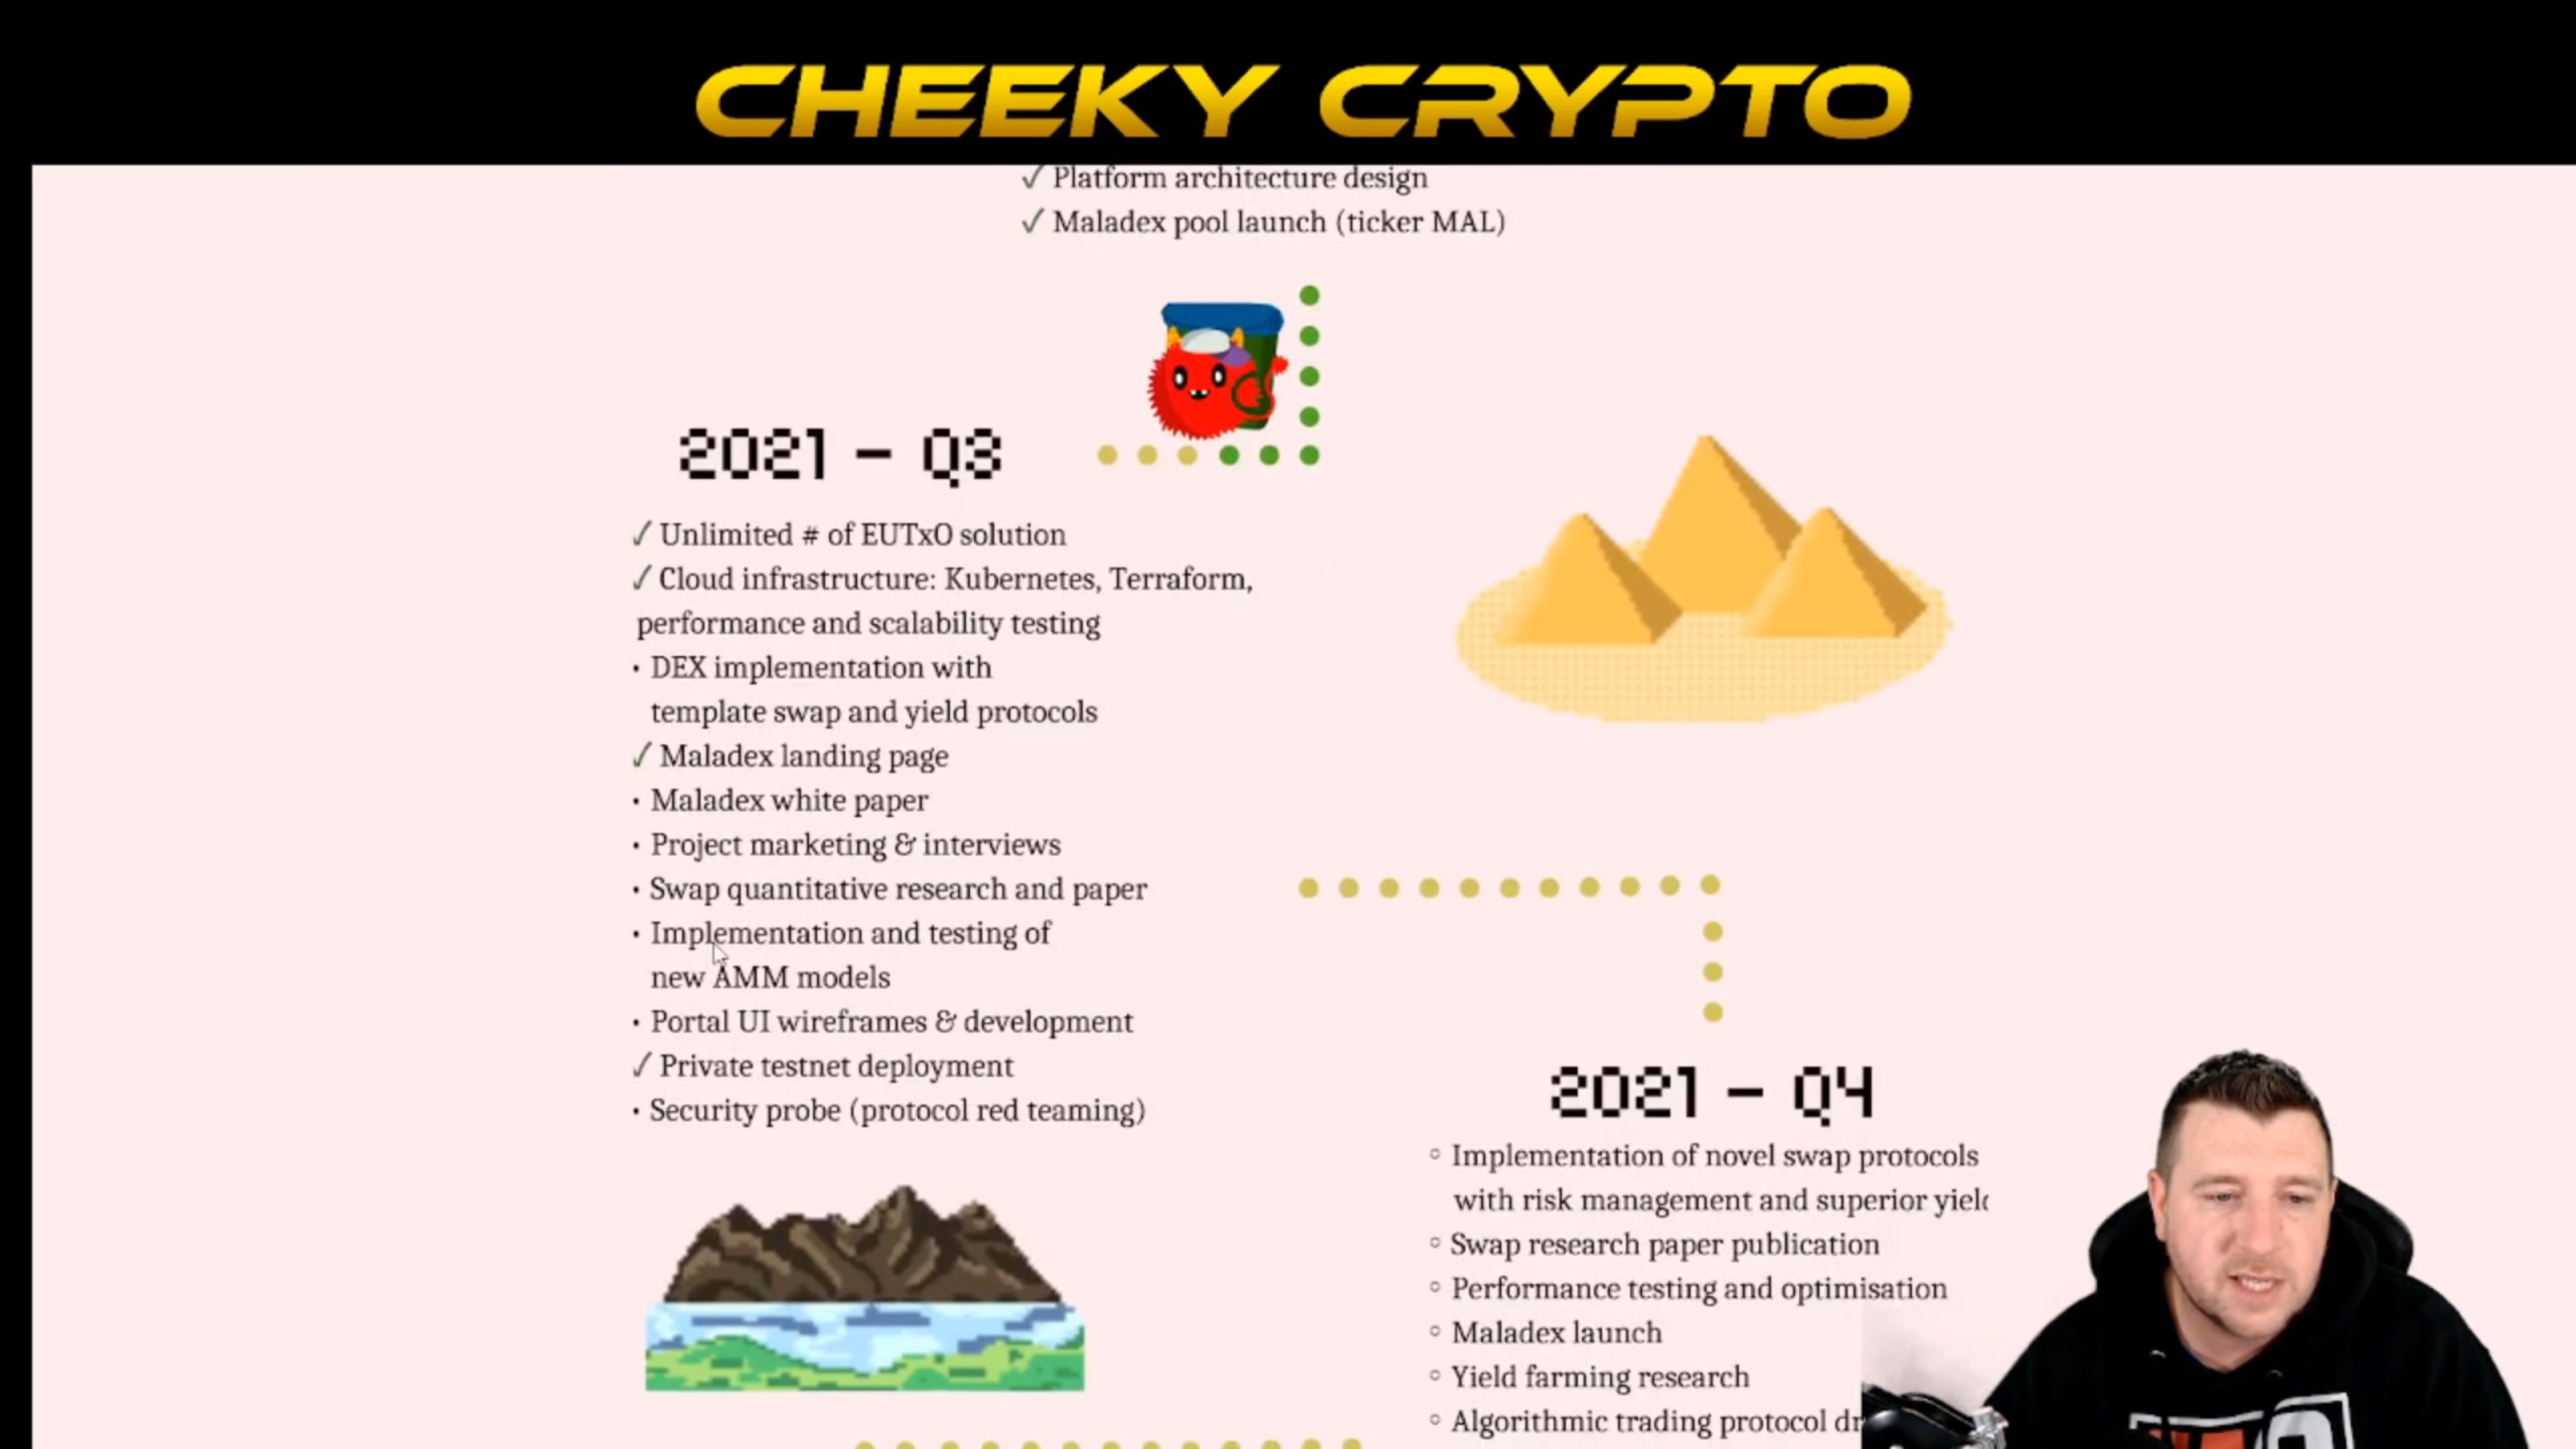 CHEEKY CRYPTO
✓ Platform architecture design
✓ Maladex pool launch (ticker MAL)
2021 - Q3
✓ Unlimited # of EUTxO solution
✓ Cloud infrastructure: Kubernetes, Terraform,
performance and scalability testing
· DEX implementation with
template swap and yield protocols
✓ Maladex landing page
· Maladex white paper
· Project marketing & interviews
· Swap quantitative research and paper
· Implementation and testing of
new AMM models
· Portal UI wireframes & development
✓ Private testnet deployment
· Security probe (protocol red teaming)
2021 - Q4
◦ Implementation of novel swap protocols
with risk management and superior
◦ Swap research paper publication
◦ Performance testing and optimisation
◦ Maladex launch
◦ Yield farming research
◦ Algorithmic trading protocol